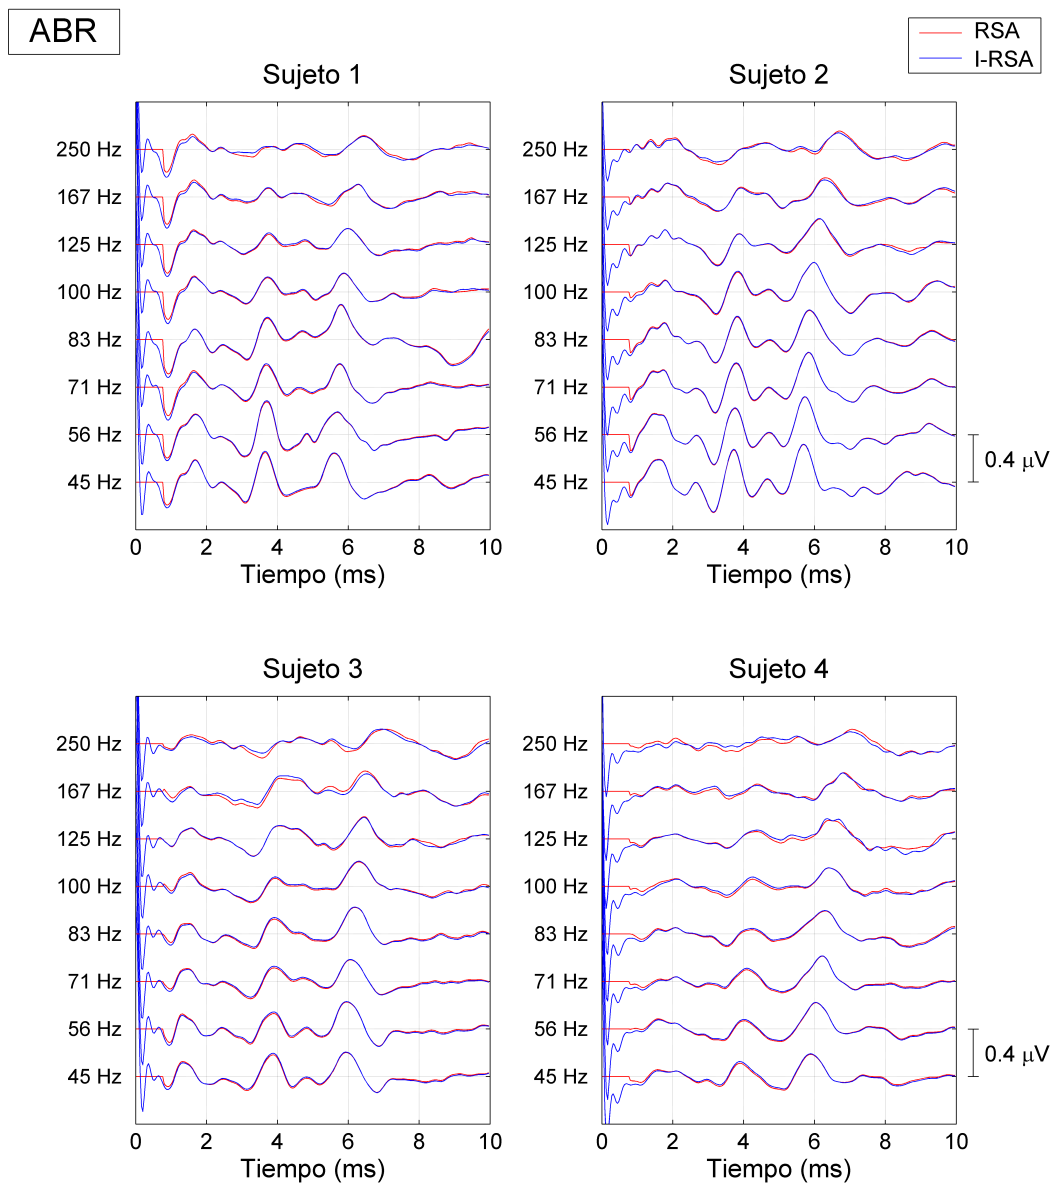 ABR
RSA
I-RSA
Sujeto 1
250 Hz
167 Hz
125 Hz
100 Hz
83 Hz
71 Hz
56 Hz
45 Hz
0 2 4 6 8 10
Tiempo (ms)
Sujeto 2
250 Hz
167 Hz
125 Hz
100 Hz
83 Hz
71 Hz
56 Hz
45 Hz
0.4 μV
0 2 4 6 8 10
Tiempo (ms)
Sujeto 3
250 Hz
167 Hz
125 Hz
100 Hz
83 Hz
71 Hz
56 Hz
45 Hz
0 2 4 6 8 10
Tiempo (ms)
Sujeto 4
250 Hz
167 Hz
125 Hz
100 Hz
83 Hz
71 Hz
56 Hz
45 Hz
0.4 μV
0 2 4 6 8 10
Tiempo (ms)